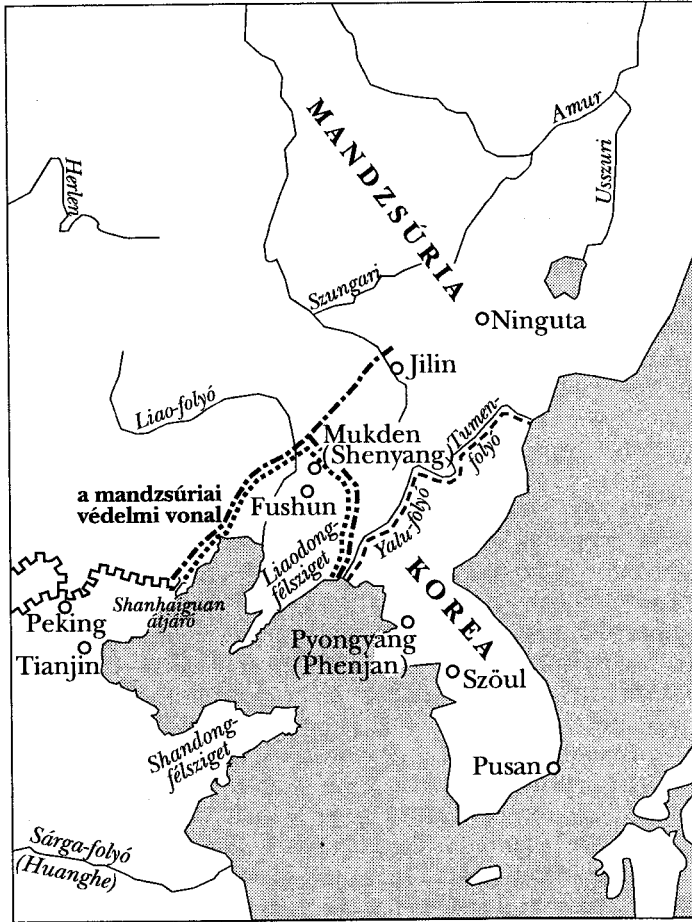 MANDZSÚRIA
Amur
Usszuri
Herlen
Szungari
Ninguta
Jilin
Liao-folyó
Mukden
(Shenyang)
Tumen-
folyó
a mandzsúriai
védelmi vonal
Fushun
Yalu-folyó
Liaodong-
félsziget
KOREA
Shanhaiguan
átjáró
Peking
Tianjin
Pyongyang
(Phenjan)
Szöul
Shandong-
félsziget
Pusan
Sárga-folyó
(Huanghe)